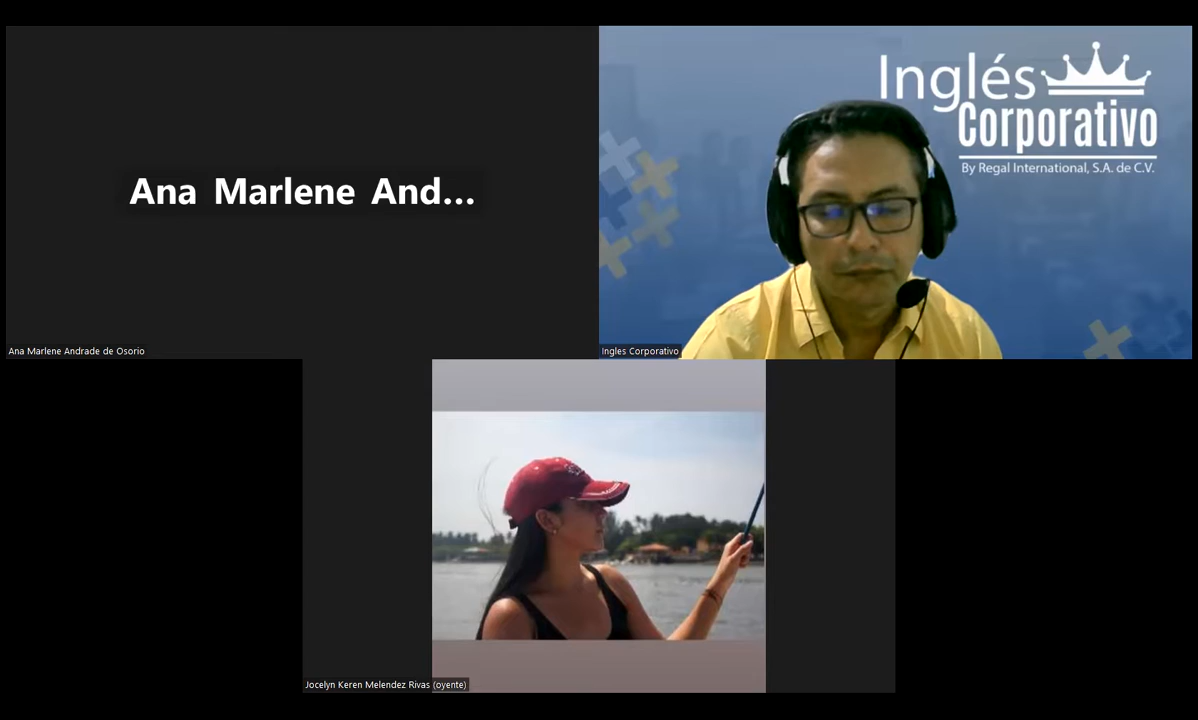 Ana Marlene And...
Ana Marlene Andrade de Osorio
Inglés
Corporativo
By Regal International, S.A. de C.V.
Ingles Corporativo
Jocelyn Keren Melendez Rivas (oyente)